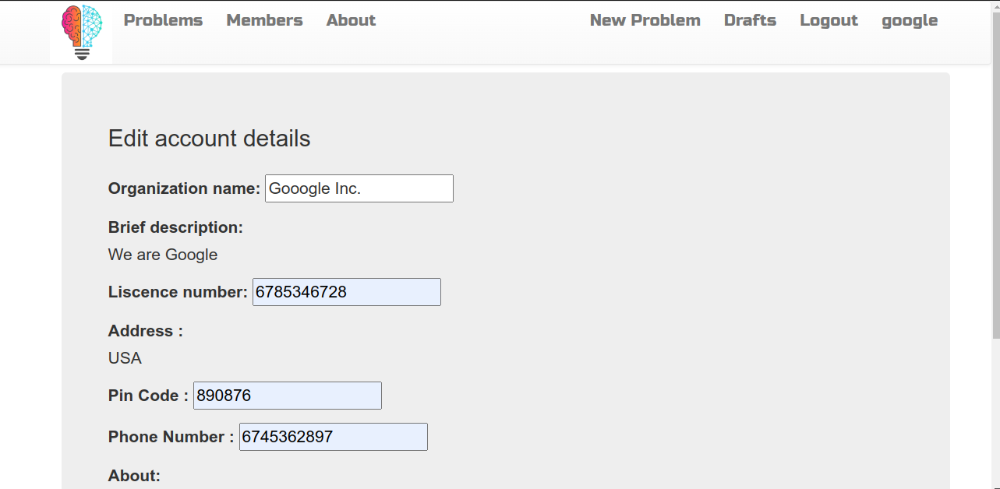 Problems Members About New Problem Drafts Logout google
Edit account details
Organization name: Gooogle Inc.
Brief description:
We are Google
Liscence number: 6785346728
Address :
USA
Pin Code : 890876
Phone Number : 6745362897
About: